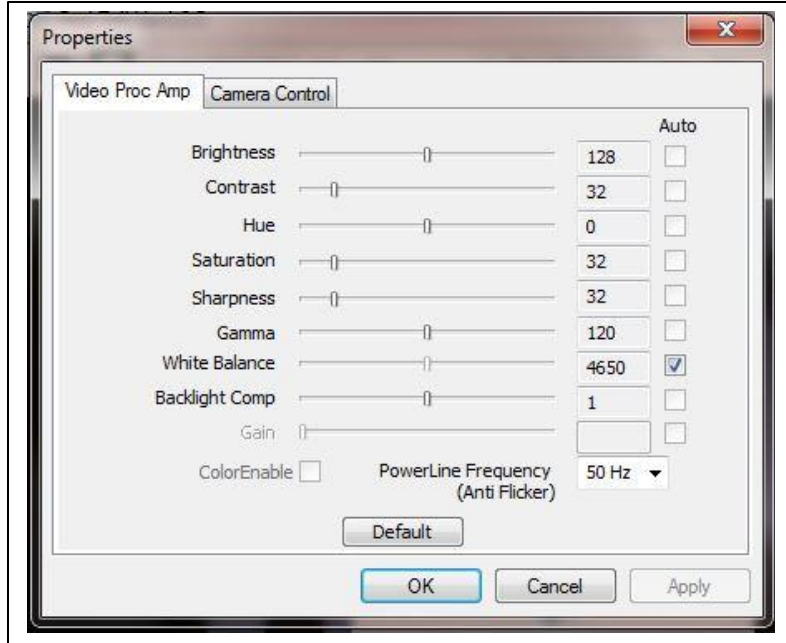 Properties
Video Proc Amp Camera Control
Auto
Brightness 128
Contrast 32
Hue 0
Saturation 32
Sharpness 32
Gamma 120
White Balance 4650
Backlight Comp 1
Gain
ColorEnable PowerLine Frequency 50 Hz
(Anti Flicker)
Default
OK Cancel Apply